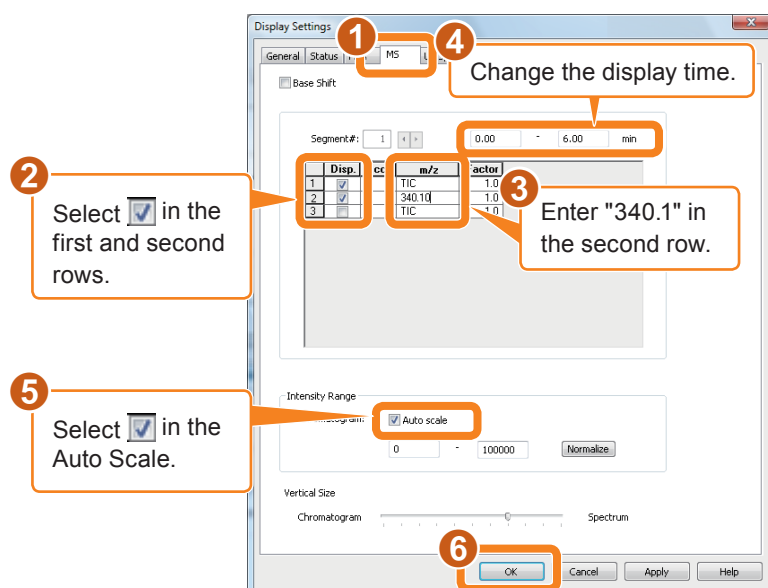 Display Settings
1
4
General Status MS
Change the display time.
Base Shift
Segment#: 1 0.00 - 6.00 min
2
Select in the
first and second
rows.
Disp. m/z
1 TIC 1.0
2 340.10 1.0
3 TIC 1.0
3
Enter "340.1" in
the second row.
5
Select in the
Auto Scale.
Intensity Range
Auto scale
0 - 100000 Normalize
Vertical Size
Chromatogram Spectrum
6
OK Cancel Apply Help